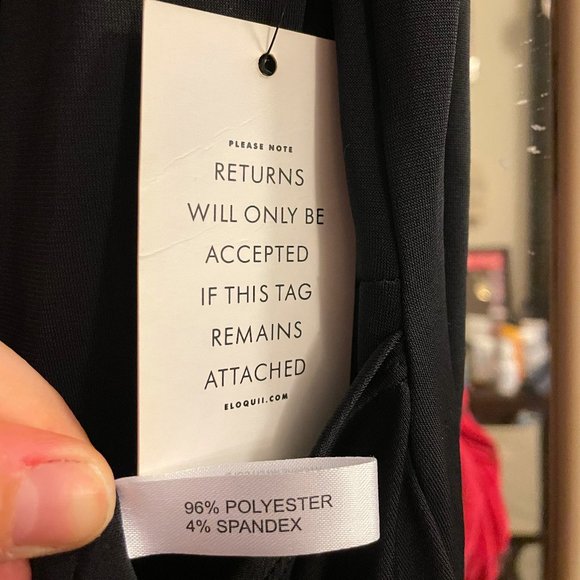 PLEASE NOTE
RETURNS
WILL ONLY BE
ACCEPTED
IF THIS TAG
REMAINS
ATTACHED
ELOQUII.COM
96% POLYESTER
4% SPANDEX